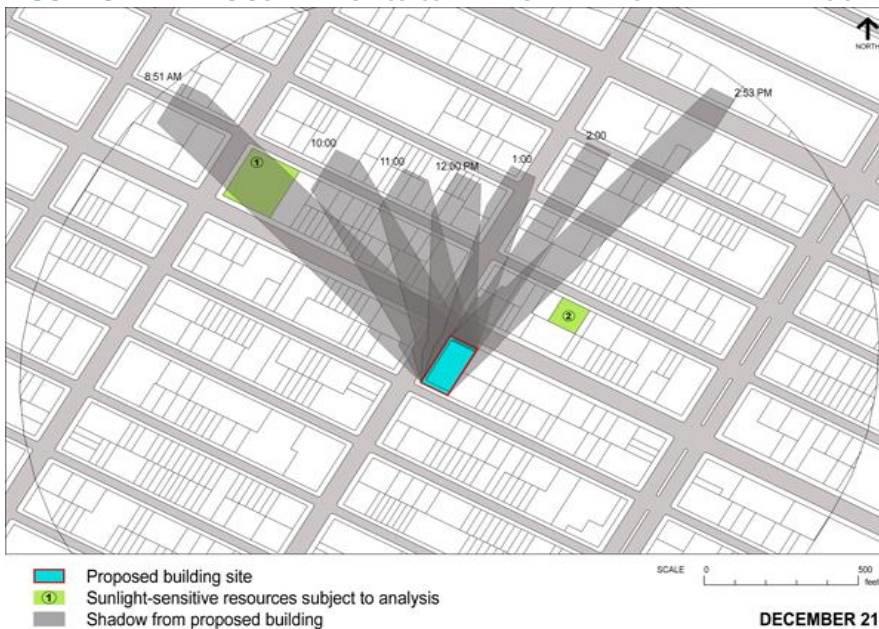 NORTH
8:51 AM
2:53 PM
10:00
2:00
①
11:00
12:00 PM
1:00
②
Proposed building site
SCALE 0 500
feet
① Sunlight-sensitive resources subject to analysis
Shadow from proposed building
DECEMBER 21